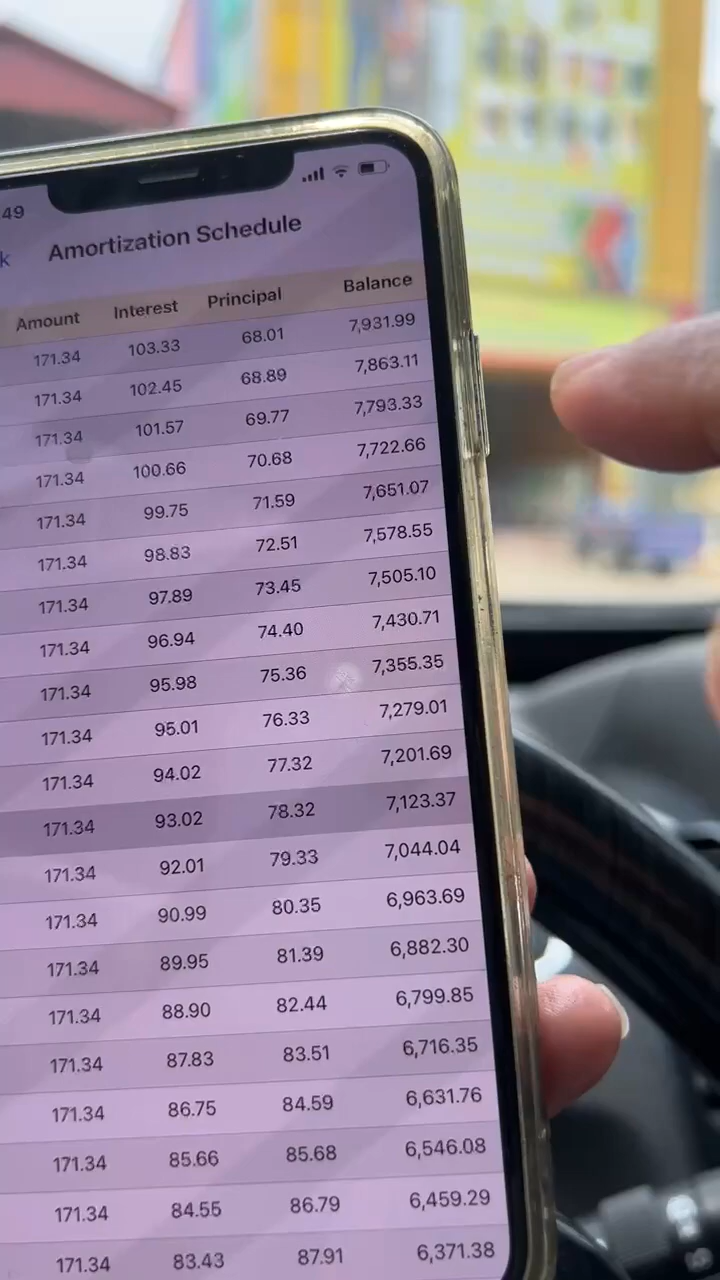 49
k Amortization Schedule
Amount Interest Principal Balance
171.34 103.33 68.01 7,931.99
171.34 102.45 68.89 7,863.11
171.34 101.57 69.77 7,793.33
171.34 100.66 70.68 7,722.66
171.34 99.75 71.59 7,651.07
171.34 98.83 72.51 7,578.55
171.34 97.89 73.45 7,505.10
171.34 96.94 74.40 7,430.71
171.34 95.98 75.36 7,355.35
171.34 95.01 76.33 7,279.01
171.34 94.02 77.32 7,201.69
171.34 93.02 78.32 7,123.37
171.34 92.01 79.33 7,044.04
171.34 90.99 80.35 6,963.69
171.34 89.95 81.39 6,882.30
171.34 88.90 82.44 6,799.85
171.34 87.83 83.51 6,716.35
171.34 86.75 84.59 6,631.76
171.34 85.66 85.68 6,546.08
171.34 84.55 86.79 6,459.29
171.34 83.43 87.91 6,371.38